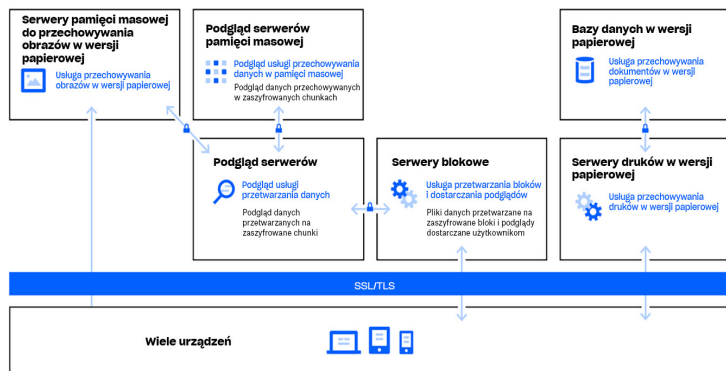 Serwery pamięci masowej
do przechowywania
obrazów w wersji
papierowej
Usługa przechowywania
obrazów w wersji papierowej
Podgląd serwerów
pamięci masowej
Podgląd usługi przechowywania
danych w pamięci masowej
Podgląd danych przechowywanych
w zaszyfrowanych chunkach
Bazy danych w wersji
papierowej
Usługa przechowywania
dokumentów w wersji
papierowej
Podgląd serwerów
Podgląd usługi
przetwarzania danych
Podgląd danych
przetwarzanych na
zaszyfrowane chunki
Serwery blokowe
Usługa przetwarzania bloków
i dostarczania podglądów
Pliki danych przetwarzane na
zaszyfrowane bloki i podglądy
dostarczane użytkownikom
Serwery druków w wersji
papierowej
Usługa przechowywania
druków w wersji papierowej
SSL/TLS
Wiele urządzeń